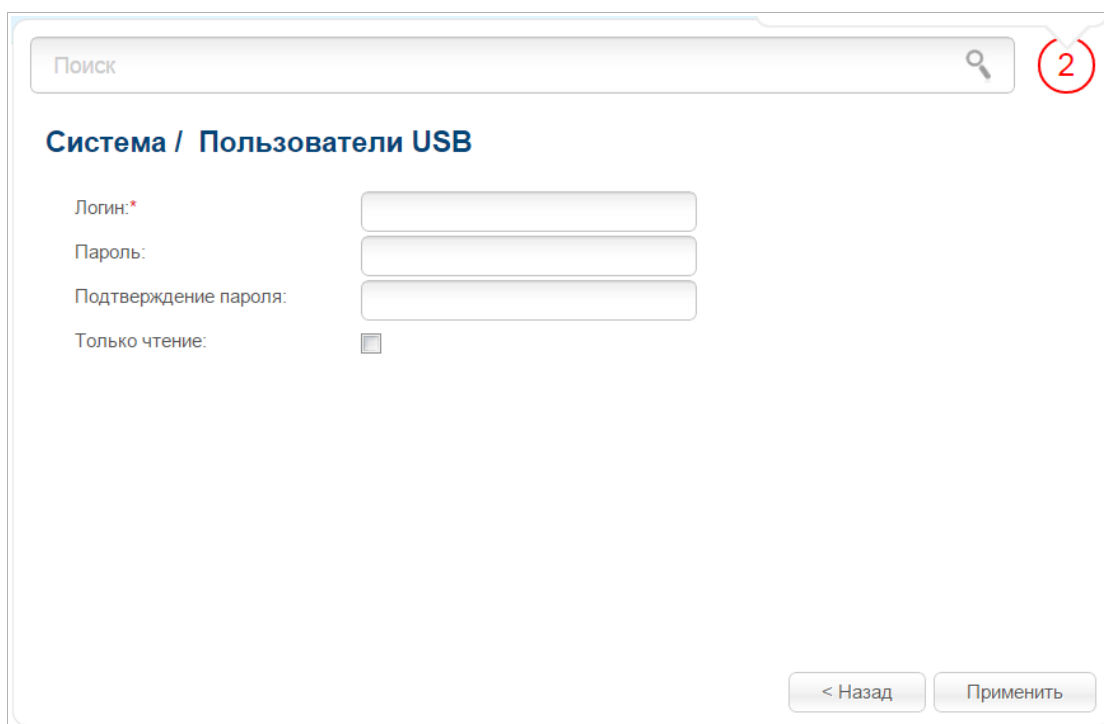 Поиск
2
Система / Пользователи USB
Логин:*
Пароль:
Подтверждение пароля:
Только чтение:
< Назад
Применить